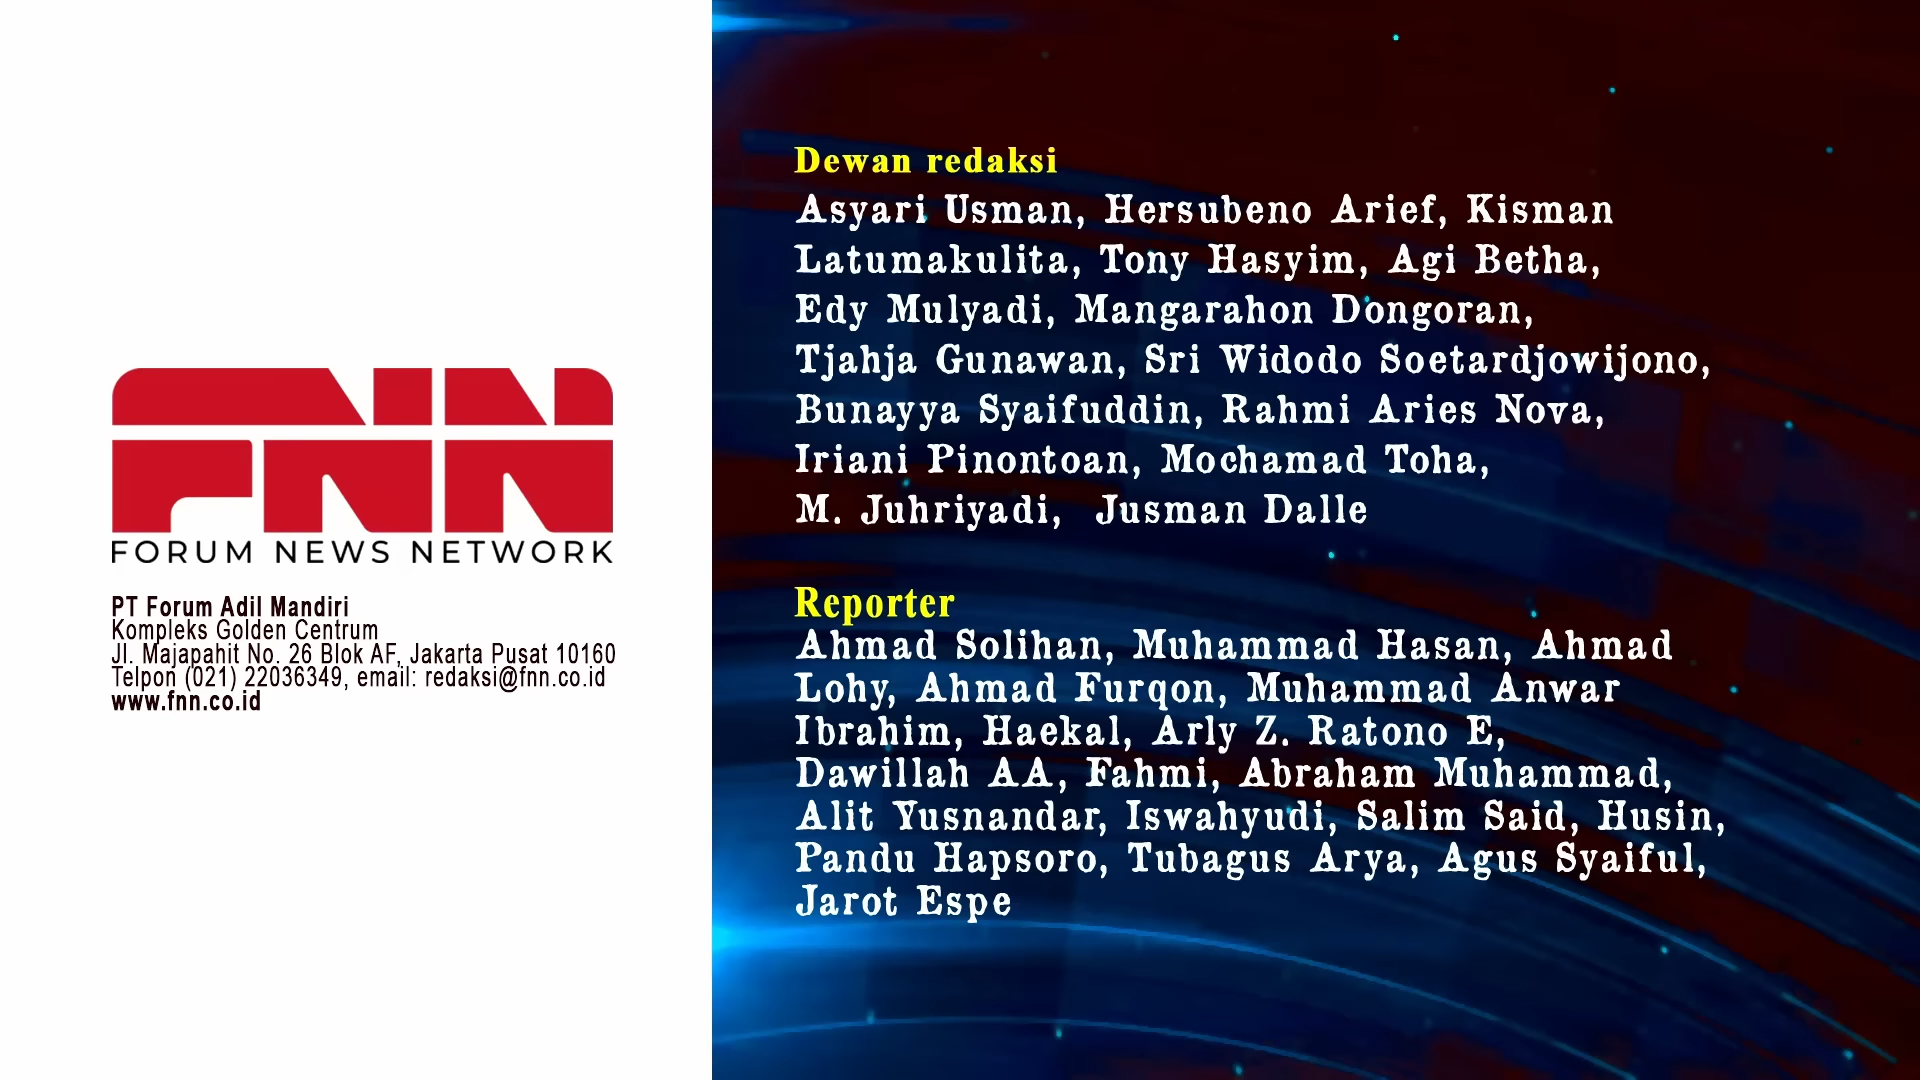 FNN
FORUM NEWS NETWORK
PT Forum Adil Mandiri
Kompleks Golden Centrum
Jl. Majapahit No. 26 Blok AF, Jakarta Pusat 10160
Telpon (021) 22036349, email: redaksi@fnn.co.id
www.fnn.co.id
Dewan redaksi
Asyari Usman, Hersubeno Arief, Kisman
Latumakulita, Tony Hasyim, Agi Betha,
Edy Mulyadi, Mangarahon Dongoran,
Tjahja Gunawan, Sri Widodo Soetardjowijono,
Bunayya Syaifuddin, Rahmi Aries Nova,
Iriani Pinontoan, Mochamad Toha,
M. Juhriyadi,  Jusman Dalle
Reporter
Ahmad Solihan, Muhammad Hasan, Ahmad
Lohy, Ahmad Furqon, Muhammad Anwar
Ibrahim, Haekal, Arly Z. Ratono E,
Dawillah AA, Fahmi, Abraham Muhammad,
Alit Yusnandar, Iswahyudi, Salim Said, Husin,
Pandu Hapsoro, Tubagus Arya, Agus Syaiful,
Jarot Espe